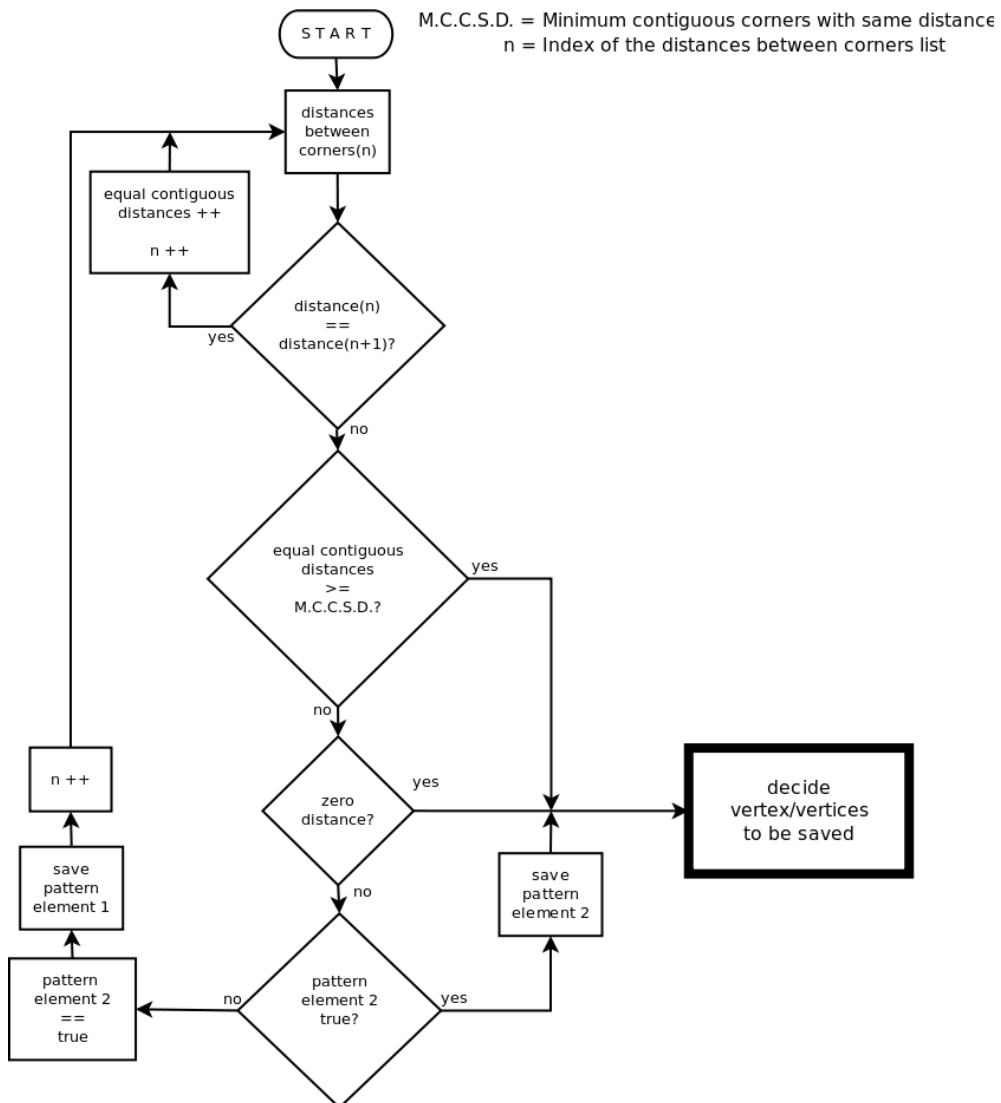 M.C.C.S.D. = Minimum contiguous corners with same distance
n = Index of the distances between corners list
START
distances
between
corners(n)
equal contiguous
distances ++
n ++
distance(n)
==
distance(n+1)?
yes
no
equal contiguous
distances
>=
M.C.C.S.D.?
yes
no
zero
distance?
yes
no
decide
vertex/vertices
to be saved
n ++
save
pattern
element 1
save
pattern
element 2
pattern
element 2
==
true
no
pattern
element 2
true?
yes